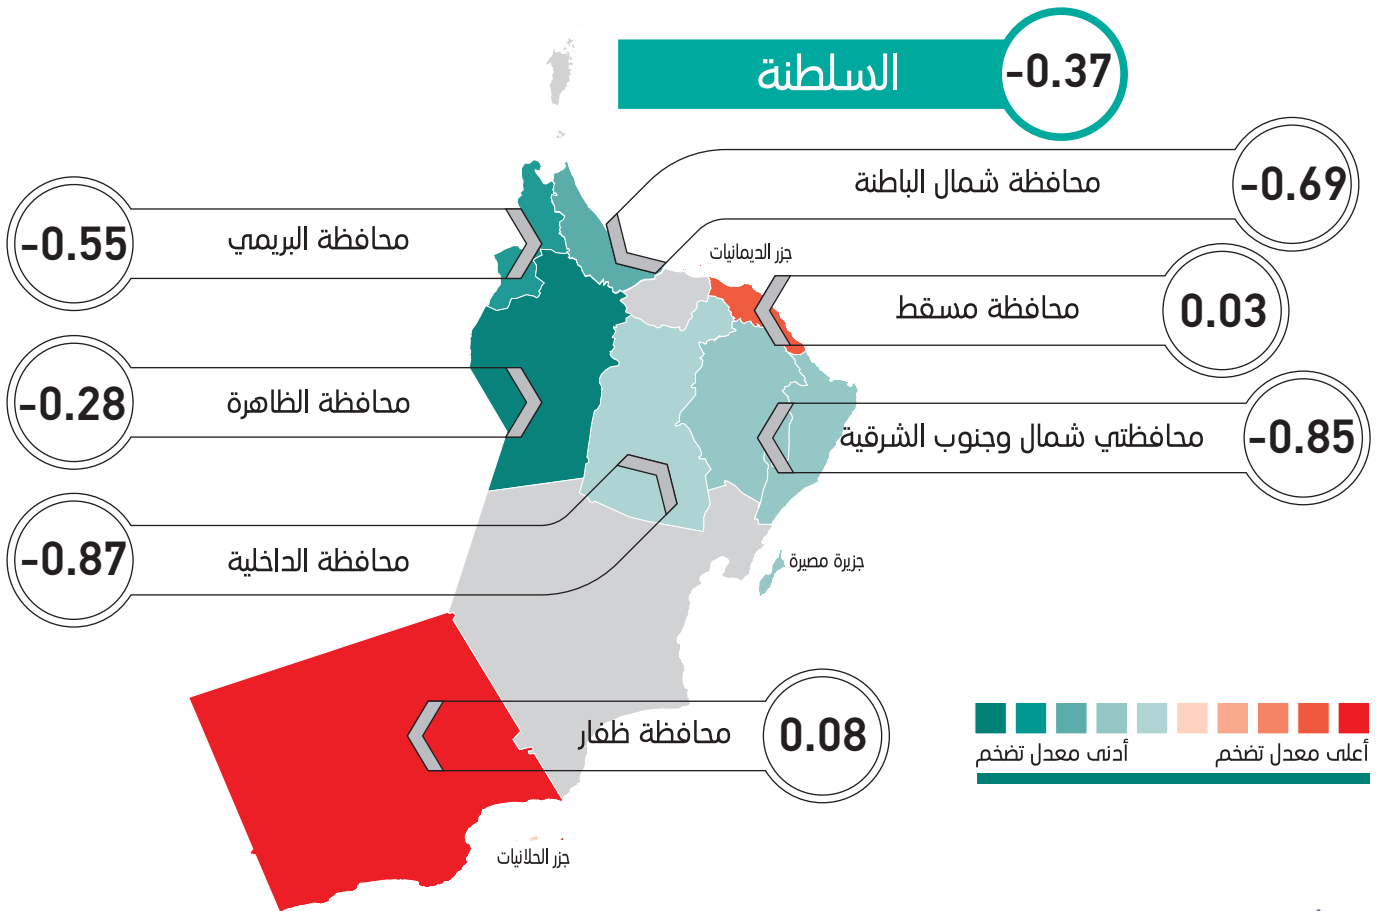 السلطنة
-0.37
محافظة شمال الباطنة
-0.69
محافظة البريمي
-0.55
جزر الديمانيات
محافظة مسقط
0.03
محافظة الظاهرة
-0.28
محافظتي شمال وجنوب الشرقية
-0.85
محافظة الداخلية
-0.87
جزيرة مصيرة
محافظة ظفار
0.08
أعلى معدل تضخم
أدنى معدل تضخم
جزر الحلانيات